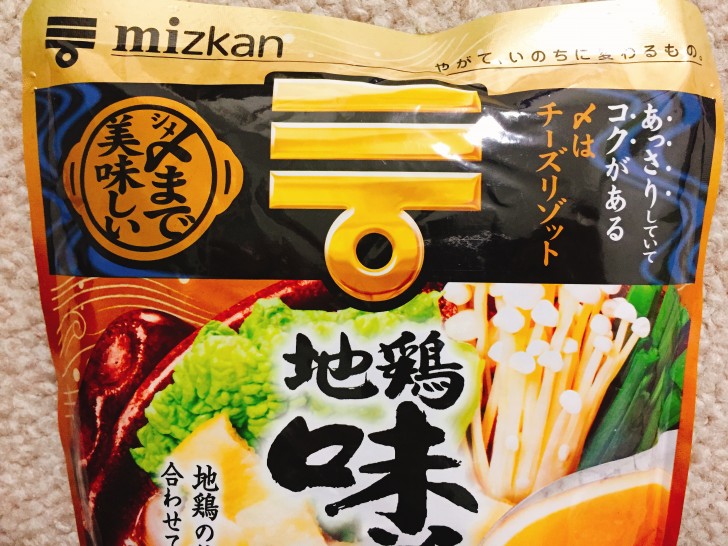 mizkan
やがて、いのちに変わるもの。
〆まで
シメ
美味しい
あっさりしていて
コクがある
〆は
チーズリゾット
地鶏
味
地鶏の
合わせて